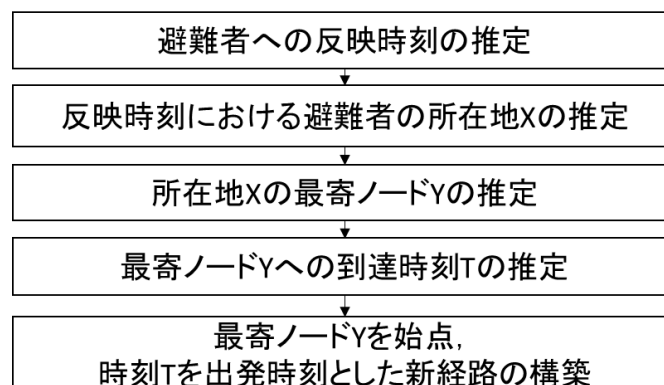 避難者への反映時刻の推定
反映時刻における避難者の所在地Xの推定
所在地Xの最寄ノードYの推定
最寄ノードYへの到達時刻Tの推定
最寄ノードYを始点,
時刻Tを出発時刻とした新経路の構築